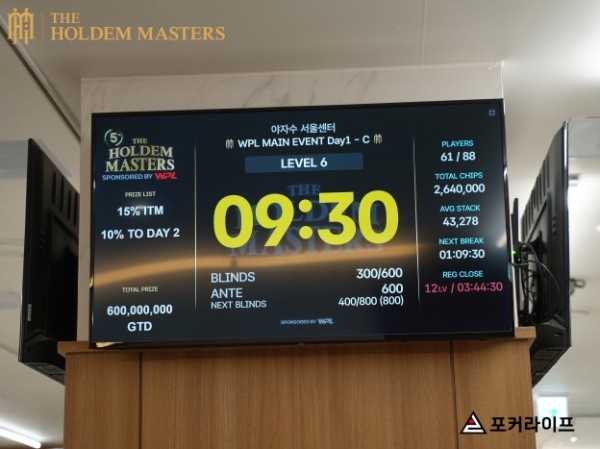 THE
HOLDEM MASTERS
5th
THE
HOLDEM
MASTERS
SPONSORED BY WPL
PRIZE LIST
15% ITM
10% TO DAY 2
TOTAL PRIZE
600,000,000
GTD
야자수 서울센터
WPL MAIN EVENT Day1 - C
LEVEL 6
THE
HOLDEM
MASTERS
09:30
BLINDS 300/600
ANTE 600
NEXT BLINDS 400/800 (800)
SPONSORED BY WPL
PLAYERS
61 / 88
TOTAL CHIPS
2,640,000
AVG STACK
43,278
NEXT BREAK
01:09:30
REG CLOSE
12LV / 03:44:30
포커라이프